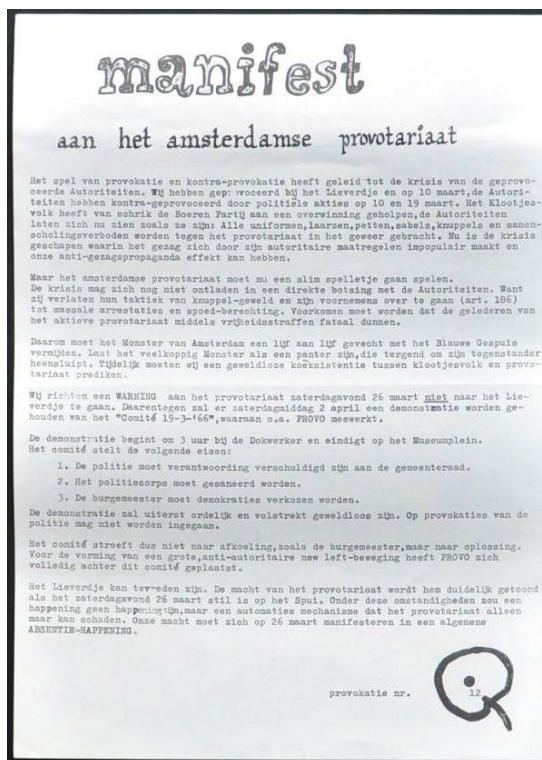 manifest
aan het amsterdamse provotariaat
Het spel van provokatie en kontra-provokatie heeft geleid tot de krisis van de geprovo-
ceerde Autoriteiten. Wij hebben geprovoceerd bij het Lieverdje en op 10 maart,de Autori-
teiten hebben kontra-geprovoceerd door politiële akties op 10 en 19 maart. Het Klootjes-
volk heeft van schrik de Boeren Partij aan een overwinning geholpen,de Autoriteiten
laten zich nu zien zoals ze zijn: Alle uniformen,laarzen,petten,sabels,knuppels en samen-
scholingsverboden worden tegen het provotariaat in het geweer gebracht. Nu is de krisis
geschapen waarin het gezag zich door zijn autoritaire maatregelen impopulair maakt en
onze anti-gezagspropaganda effekt kan hebben.
Maar het amsterdamse provotariaat moet nu een slim spelletje gaan spelen.
De krisis mag zich nog niet ontladen in een direkte botsing met de Autoriteiten. Want
zij verlaten hun taktiek van knuppel-geweld en zijn voornemens over te gaan (art. 186)
tot massale arrestaties en spoed-berechting. Voorkomen moet worden dat de gelederen van
het aktieve provotariaat middels vrijheidsstraffen fataal dunnen.
Daarom moet het Monster van Amsterdam een lijf aan lijf gevecht met het Blauwe Gespuis
vermijden. Laat het veelkoppig Monster als een panter zijn,die tergend om zijn tegenstander
heensluipt. Tijdelijk moeten wij een geweldloze koëksistentie tussen klootjesvolk en provo-
tariaat prediken.
Wij richten een WARNING aan het provotariaat zaterdagavond 26 maart niet naar het Lie-
verdje te gaan. Daarentegen zal er zaterdagmiddag 2 april een demonstratie worden ge-
houden van het "Comité 19-3-'66",waaraan o.a. PROVO meewerkt.
De demonstratie begint om 3 uur bij de Dokwerker en eindigt op het Museumplein.
Het comité stelt de volgende eisen:
1. De politie moet verantwoording verschuldigd zijn aan de gemeenteraad.
2. Het politiecorps moet gesaneerd worden.
3. De burgemeester moet demokraties verkozen worden.
De demonstratie zal uiterst ordelijk en volstrekt geweldloos zijn. Op provokaties van de
politie mag niet worden ingegaan.
Het comité streeft dus niet naar afkoeling,zoals de burgemeester,maar naar oplossing.
Voor de vorming van een grote,anti-autoritaire new left-beweging heeft PROVO zich
volledig achter dit comité geplaatst.
Het Lieverdje kan tevreden zijn. De macht van het provotariaat wordt hem duidelijk getoond
als het zaterdagavond 26 maart stil is op het Spui. Onder deze omstandigheden zou een
happening geen happening zijn,maar een automaties mechanisme dat het provotariaat alleen
maar kan schaden. Onze macht moet zich op 26 maart manifesteren in een algemene
ABSENTIE-HAPPENING.
provokatie nr. 12